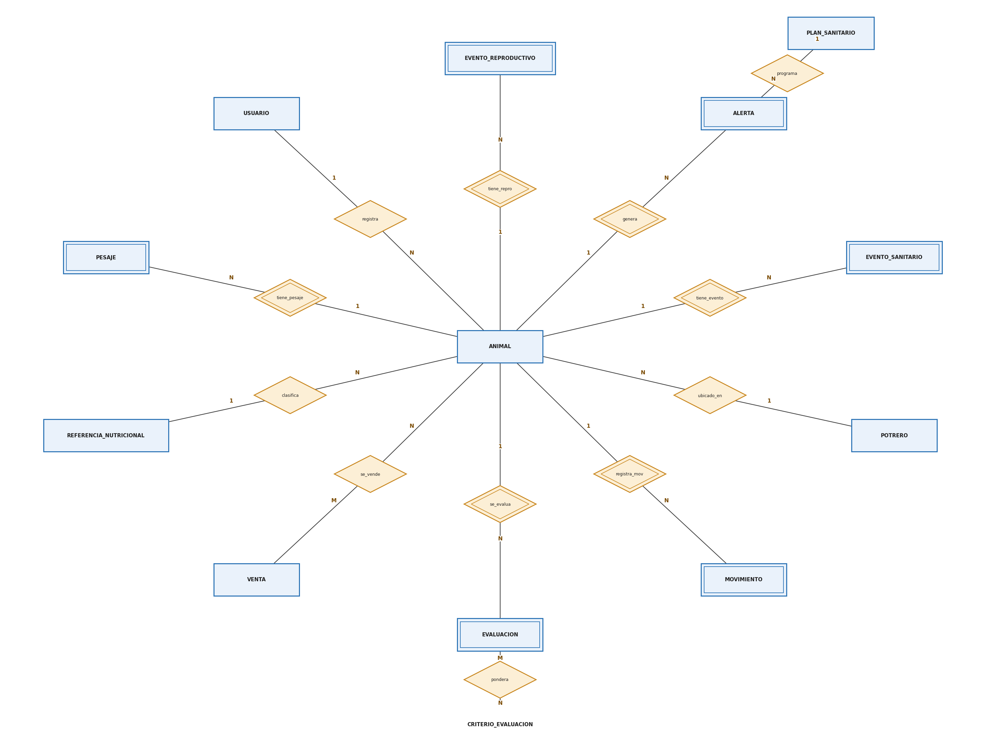 PLAN_SANITARIO
1
EVENTO_REPRODUCTIVO
programa
N
USUARIO
ALERTA
N
1
N
tiene_repro
registra
genera
1
N
1
PESAJE
EVENTO_SANITARIO
N
N
tiene_pesaje
tiene_evento
1
1
ANIMAL
N
N
clasifica
ubicado_en
1
1
REFERENCIA_NUTRICIONAL
POTRERO
N
1
1
se_vende
registra_mov
M
N
se_evalua
N
VENTA
MOVIMIENTO
EVALUACION
M
pondera
N
CRITERIO_EVALUACION